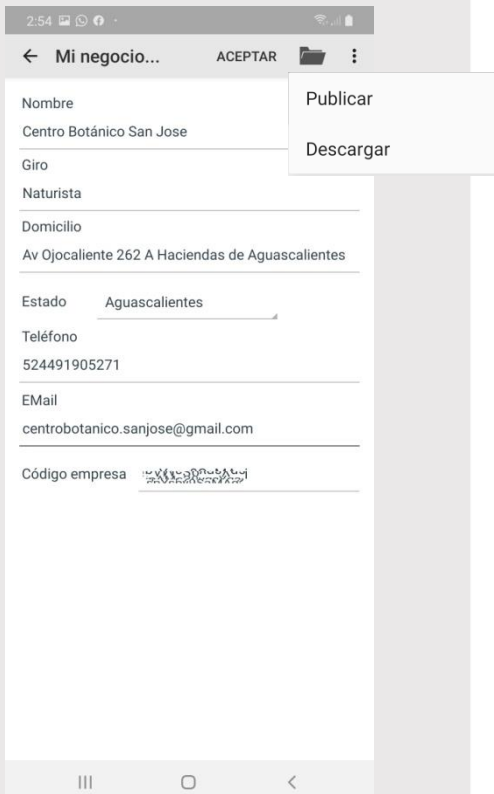 2:54
Mi negocio...
ACEPTAR
Publicar
Descargar
Nombre
Centro Botánico San Jose
Giro
Naturista
Domicilio
Av Ojocaliente 262 A Haciendas de Aguascalientes
Estado Aguascalientes
Teléfono
524491905271
EMail
centrobotanico.sanjose@gmail.com
Código empresa